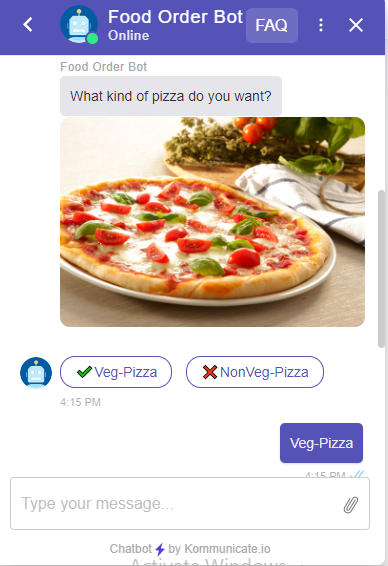 Food Order Bot
Online
FAQ
Food Order Bot
What kind of pizza do you want?
Veg-Pizza
NonVeg-Pizza
4:15 PM
Veg-Pizza
4:15 PM
Type your message...
Chatbot by Kommunicate.io
Activate Windows